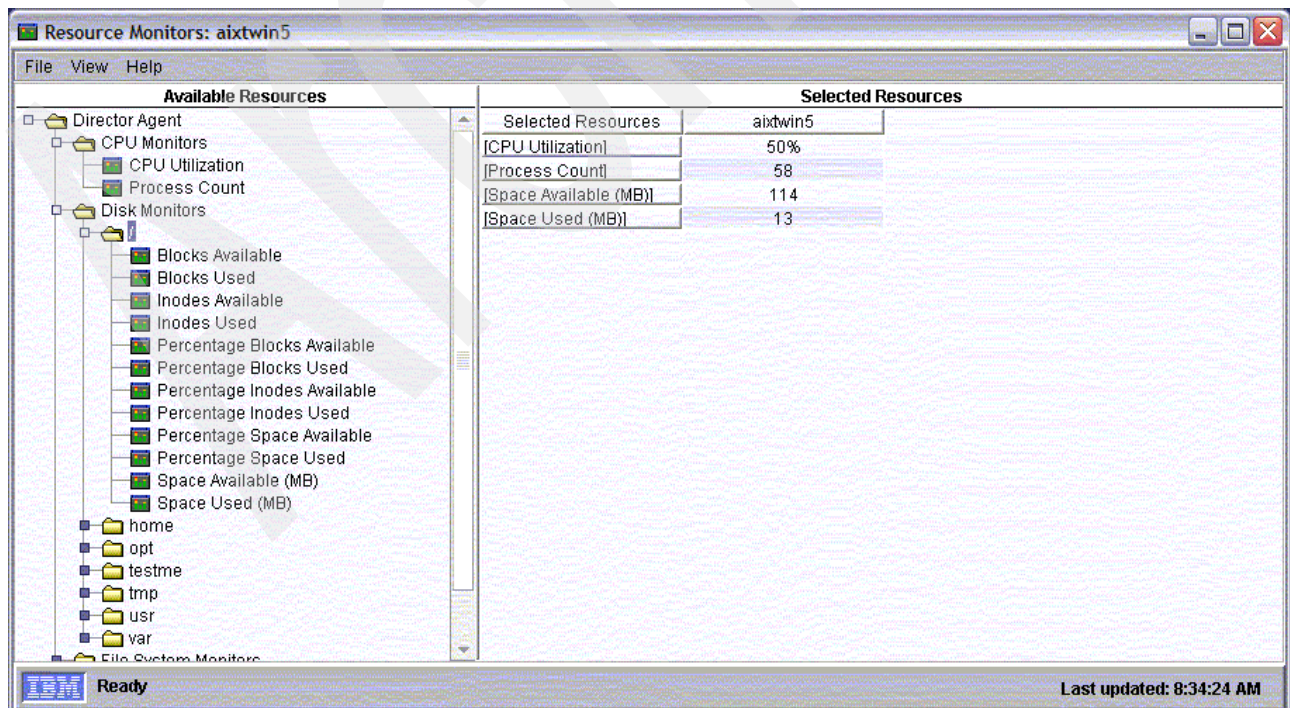 Resource Monitors: aixtwin5
File View Help
Available Resources
Director Agent
CPU Monitors
CPU Utilization
Process Count
Disk Monitors
/
Blocks Available
Blocks Used
Inodes Available
Inodes Used
Percentage Blocks Available
Percentage Blocks Used
Percentage Inodes Available
Percentage Inodes Used
Percentage Space Available
Percentage Space Used
Space Available (MB)
Space Used (MB)
home
opt
testme
tmp
usr
var
File System Monitors
Selected Resources
Selected Resources aixtwin5
[CPU Utilization] 50%
[Process Count] 58
[Space Available (MB)] 114
[Space Used (MB)] 13
IBM Ready Last updated: 8:34:24 AM